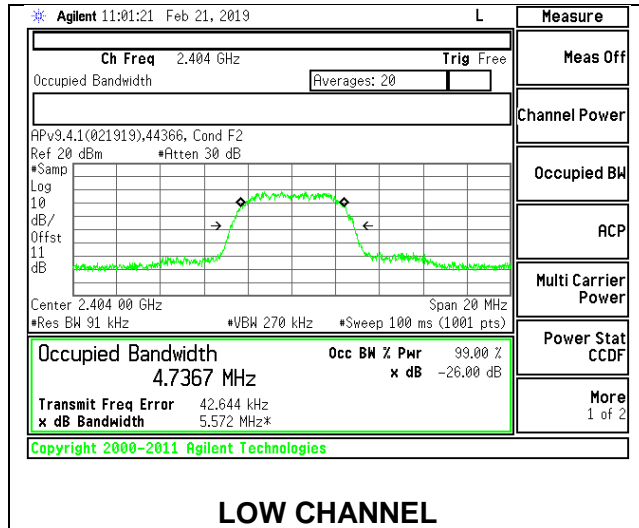 Agilent 11:01:21 Feb 21, 2019 L
Measure
Ch Freq 2.404 GHz Trig Free
Meas Off
Occupied Bandwidth Averages: 20
Channel Power
APv9.4.1(021919),44366, Cond F2
Ref 20 dBm #Atten 30 dB
#Samp
Log
10
dB/
Offst
11
dB
Occupied BW
ACP
Center 2.404 00 GHz Span 20 MHz
#Res BW 91 kHz #VBW 270 kHz #Sweep 100 ms (1001 pts)
Multi Carrier
Power
Occupied Bandwidth Occ BW % Pwr 99.00 %
4.7367 MHz x dB -26.00 dB
Transmit Freq Error 42.644 kHz
x dB Bandwidth 5.572 MHz*
Power Stat
CCDF
More
1 of 2
Copyright 2000-2011 Agilent Technologies
LOW CHANNEL